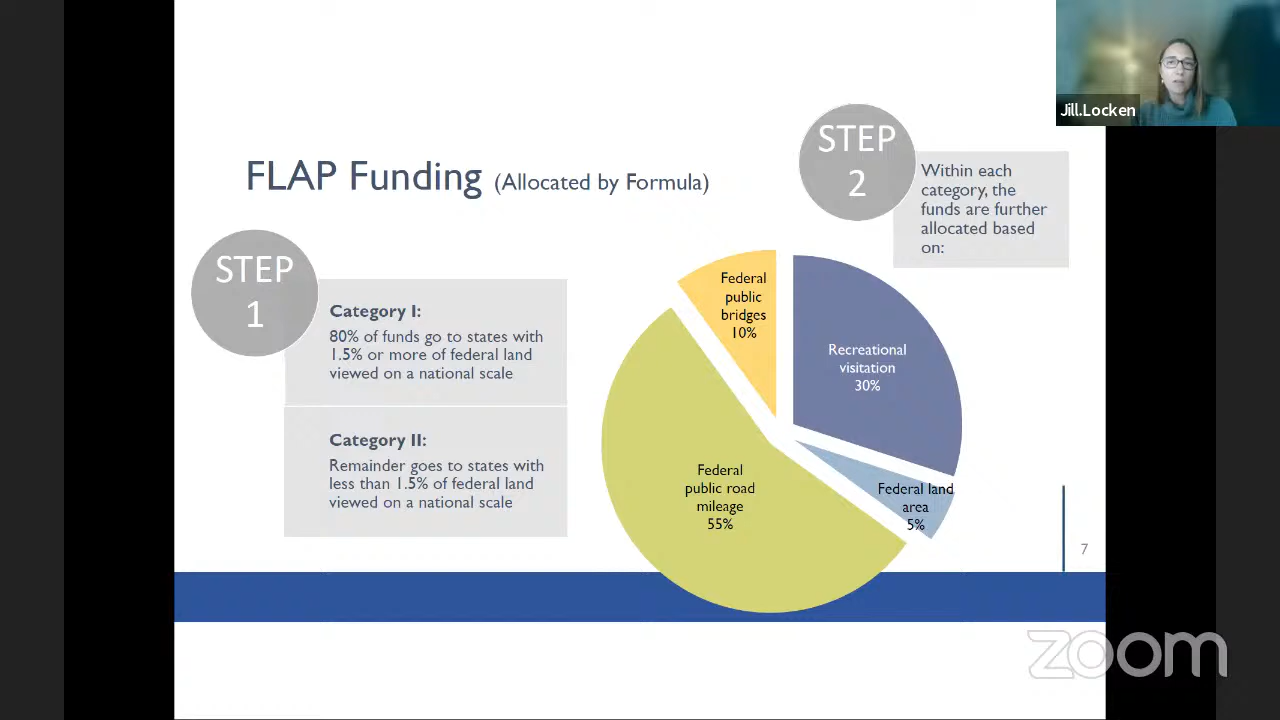 Jill.Locken
FLAP Funding (Allocated by Formula)
STEP
1
Category I:
80% of funds go to states with
1.5% or more of federal land
viewed on a national scale
Category II:
Remainder goes to states with
less than 1.5% of federal land
viewed on a national scale
STEP
2
Within each
category, the
funds are further
allocated based
on:
Federal
public
bridges
10%
Recreational
visitation
30%
Federal land
area
5%
Federal
public road
mileage
55%
7
zoom